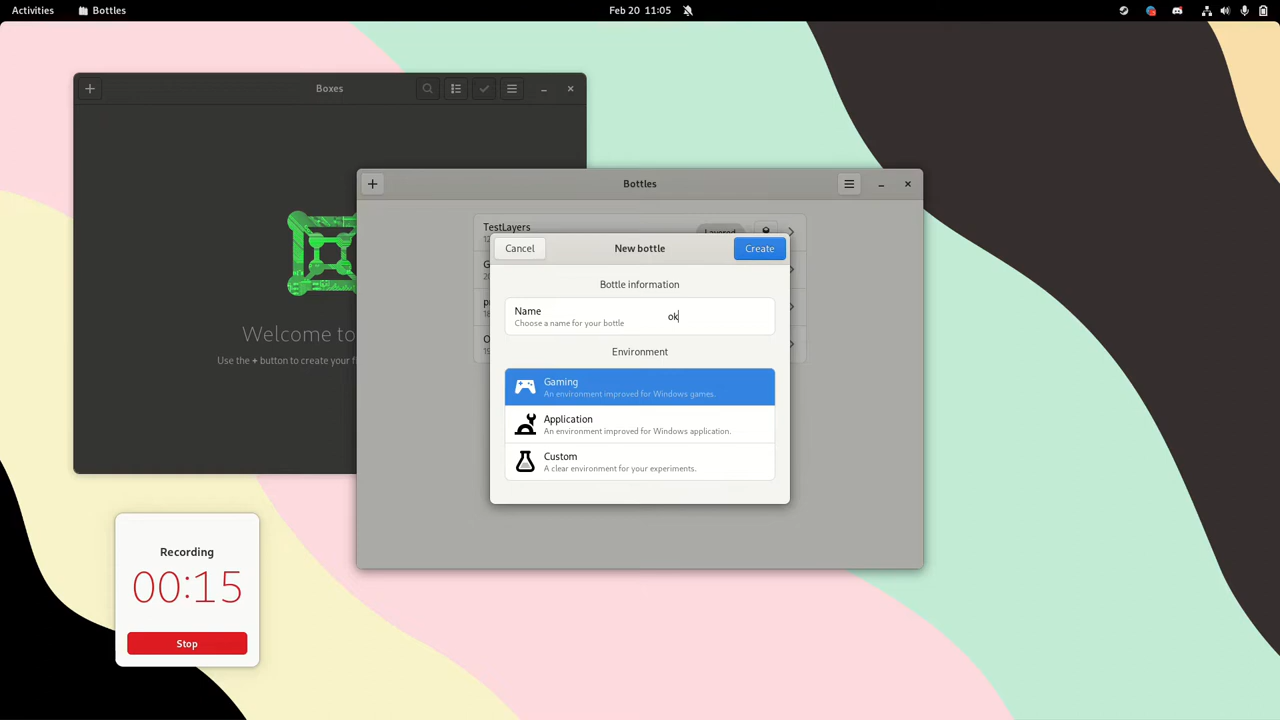 Activities
Bottles
Feb 20 11:05
Boxes
Welcome to
Use the + button to create your
Bottles
TestLayers
Layered
Cancel
New bottle
Create
Bottle information
Name
Choose a name for your bottle
ok
Environment
Gaming
An environment improved for Windows games.
Application
An environment improved for Windows application.
Custom
A clear environment for your experiments.
Recording
00:15
Stop